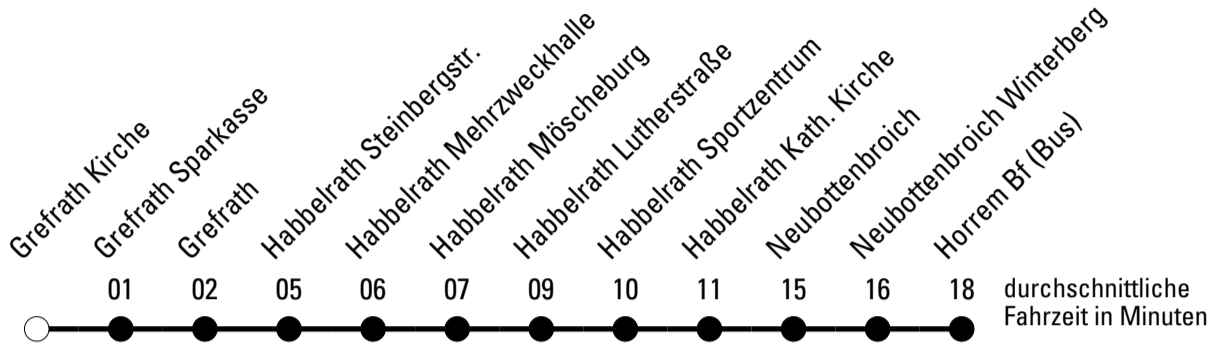 Grefrath Kirche
Grefrath Sparkasse
Grefrath
Habbelrath Steinbergstr.
Habbelrath Mehrzweckhalle
Habbelrath Möscheburg
Habbelrath Lutherstraße
Habbelrath Sportzentrum
Habbelrath Kath. Kirche
Neubottenbroich
Neubottenbroich Winterberg
Horrem Bf (Bus)
01 02 05 06 07 09 10 11 15 16 18
durchschnittliche
Fahrzeit in Minuten